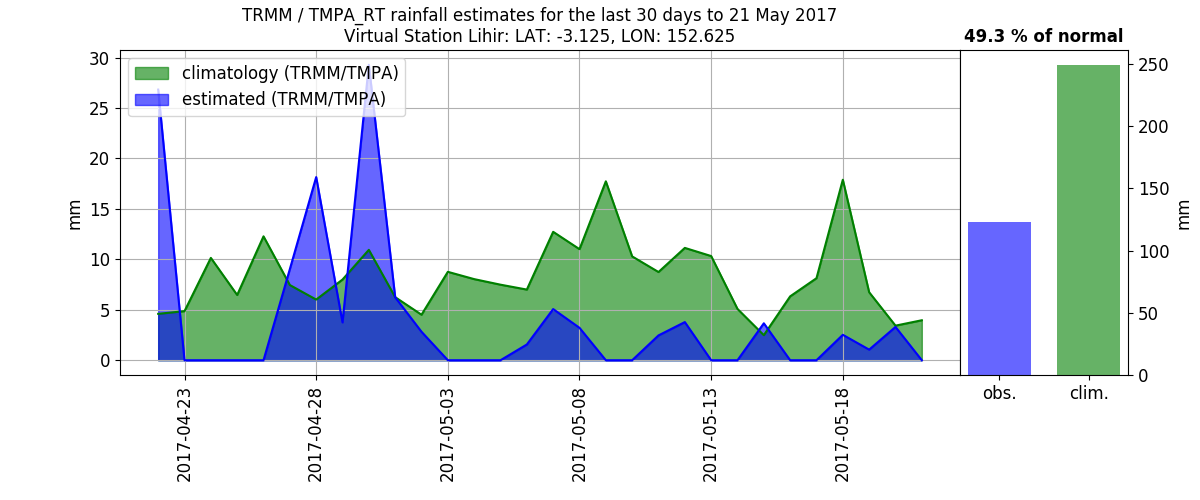 TRMM / TMPA_RT rainfall estimates for the last 30 days to 21 May 2017
Virtual Station Lihir: LAT: -3.125, LON: 152.625
49.3 % of normal
climatology (TRMM/TMPA)
estimated (TRMM/TMPA)
mm
30
25
20
15
10
5
0
2017-04-23
2017-04-28
2017-05-03
2017-05-08
2017-05-13
2017-05-18
250
200
150
100
50
0
mm
obs.
clim.